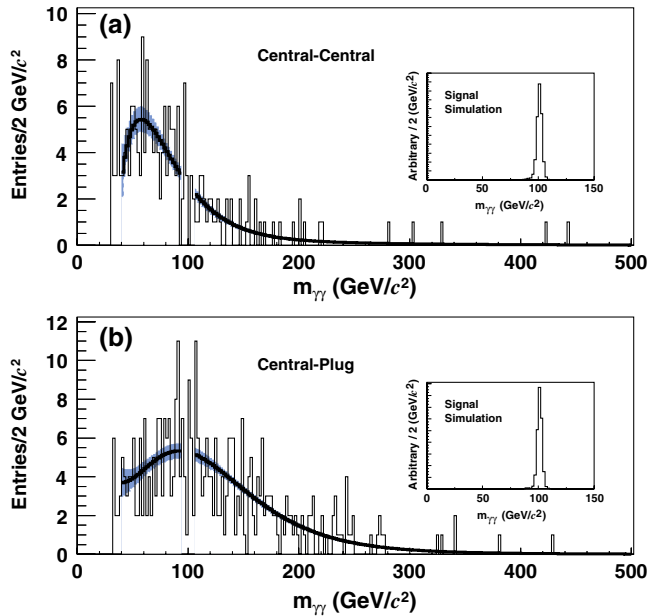 (a)
Central-Central
Entries/2 GeV/c²
10
8
6
4
2
0
0 100 200 300 400 500
mγγ (GeV/c²)
Signal
Simulation
Arbitrary / 2 (GeV/c²)
0 50 100 150
mγγ (GeV/c²)
(b)
Central-Plug
Entries/2 GeV/c²
12
10
8
6
4
2
0
0 100 200 300 400 500
mγγ (GeV/c²)
Signal
Simulation
Arbitrary / 2 (GeV/c²)
0 50 100 150
mγγ (GeV/c²)